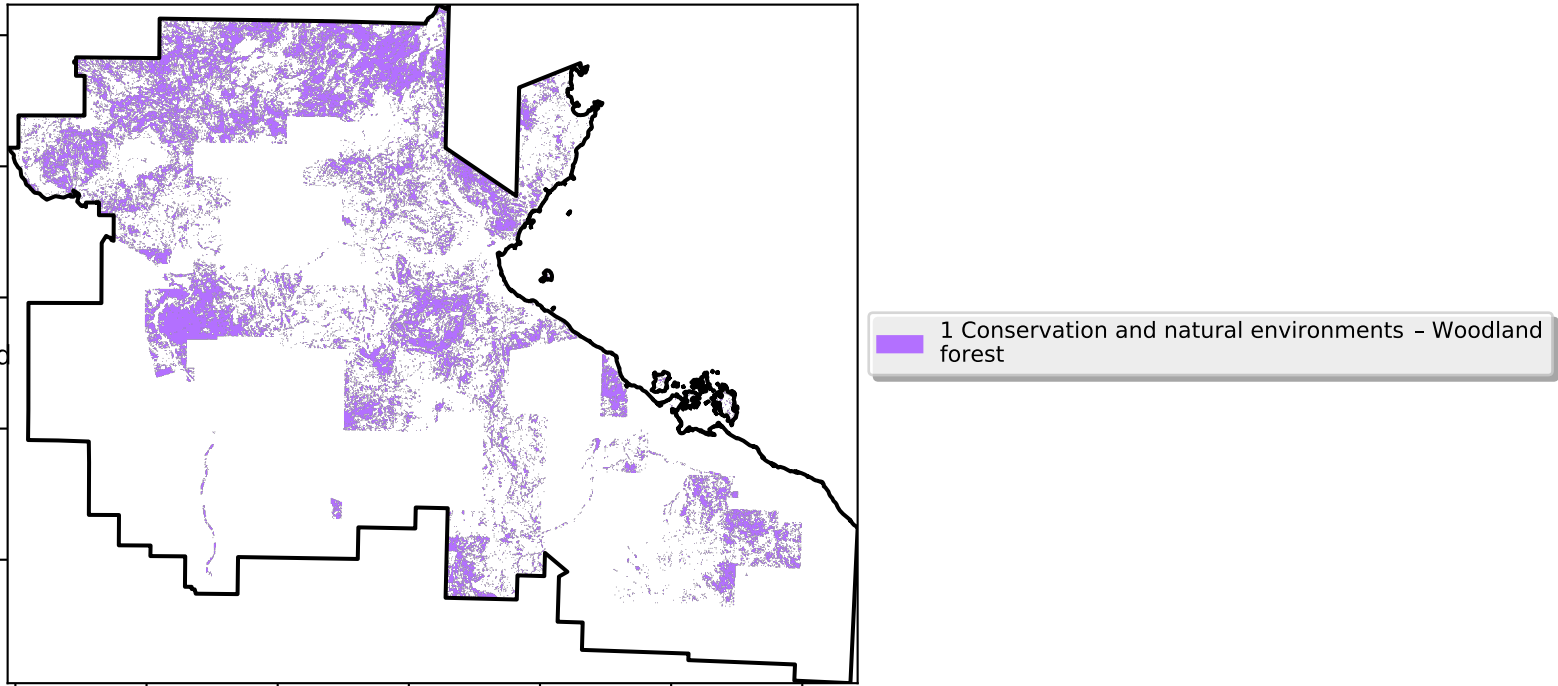 1 Conservation and natural environments – Woodland
forest